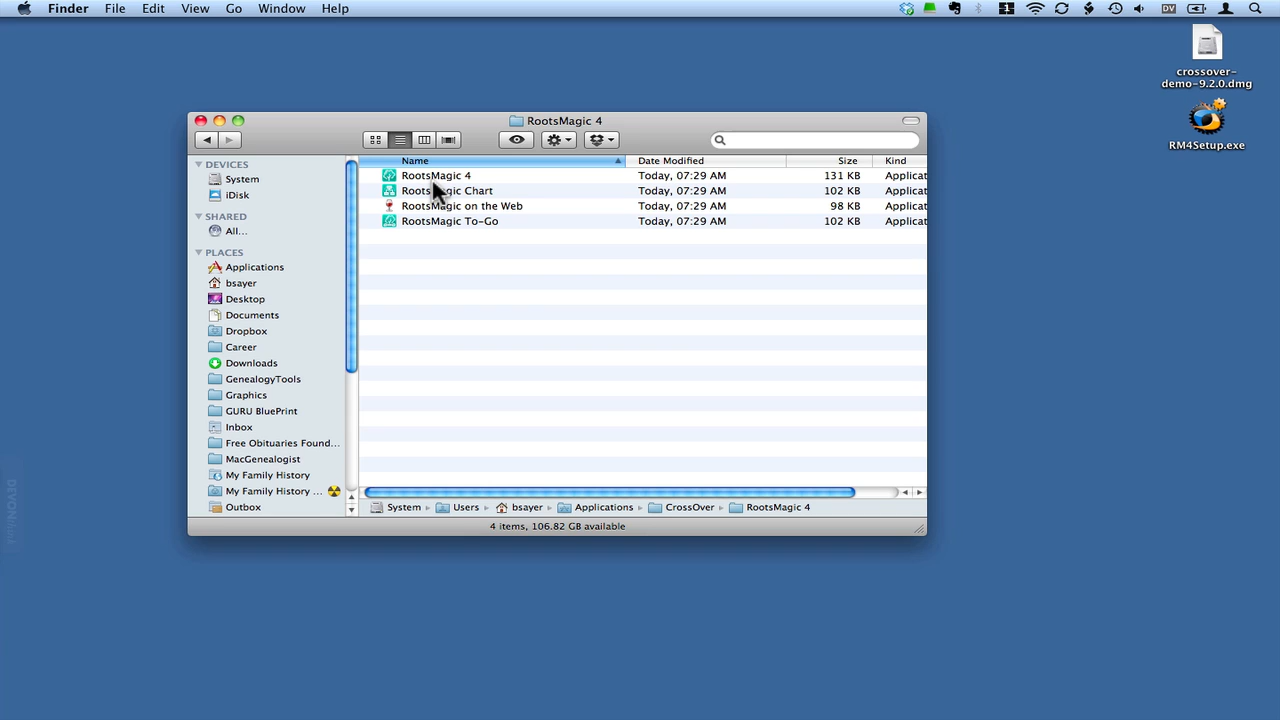 Finder File Edit View Go Window Help
DV
crossover-
demo-9.2.0.dmg
RM4Setup.exe
RootsMagic 4
Name Date Modified Size Kind
RootsMagic 4 Today, 07:29 AM 131 KB Applicat
RootsMagic Chart Today, 07:29 AM 102 KB Applicat
RootsMagic on the Web Today, 07:29 AM 98 KB Applicat
RootsMagic To-Go Today, 07:29 AM 102 KB Applicat
DEVICES
System
iDisk
SHARED
All...
PLACES
Applications
bsayer
Desktop
Documents
Dropbox
Career
Downloads
GenealogyTools
Graphics
GURU BluePrint
Inbox
Free Obituaries Found...
MacGenealogist
My Family History
My Family History ...
Outbox
System Users bsayer Applications CrossOver RootsMagic 4
4 items, 106.82 GB available